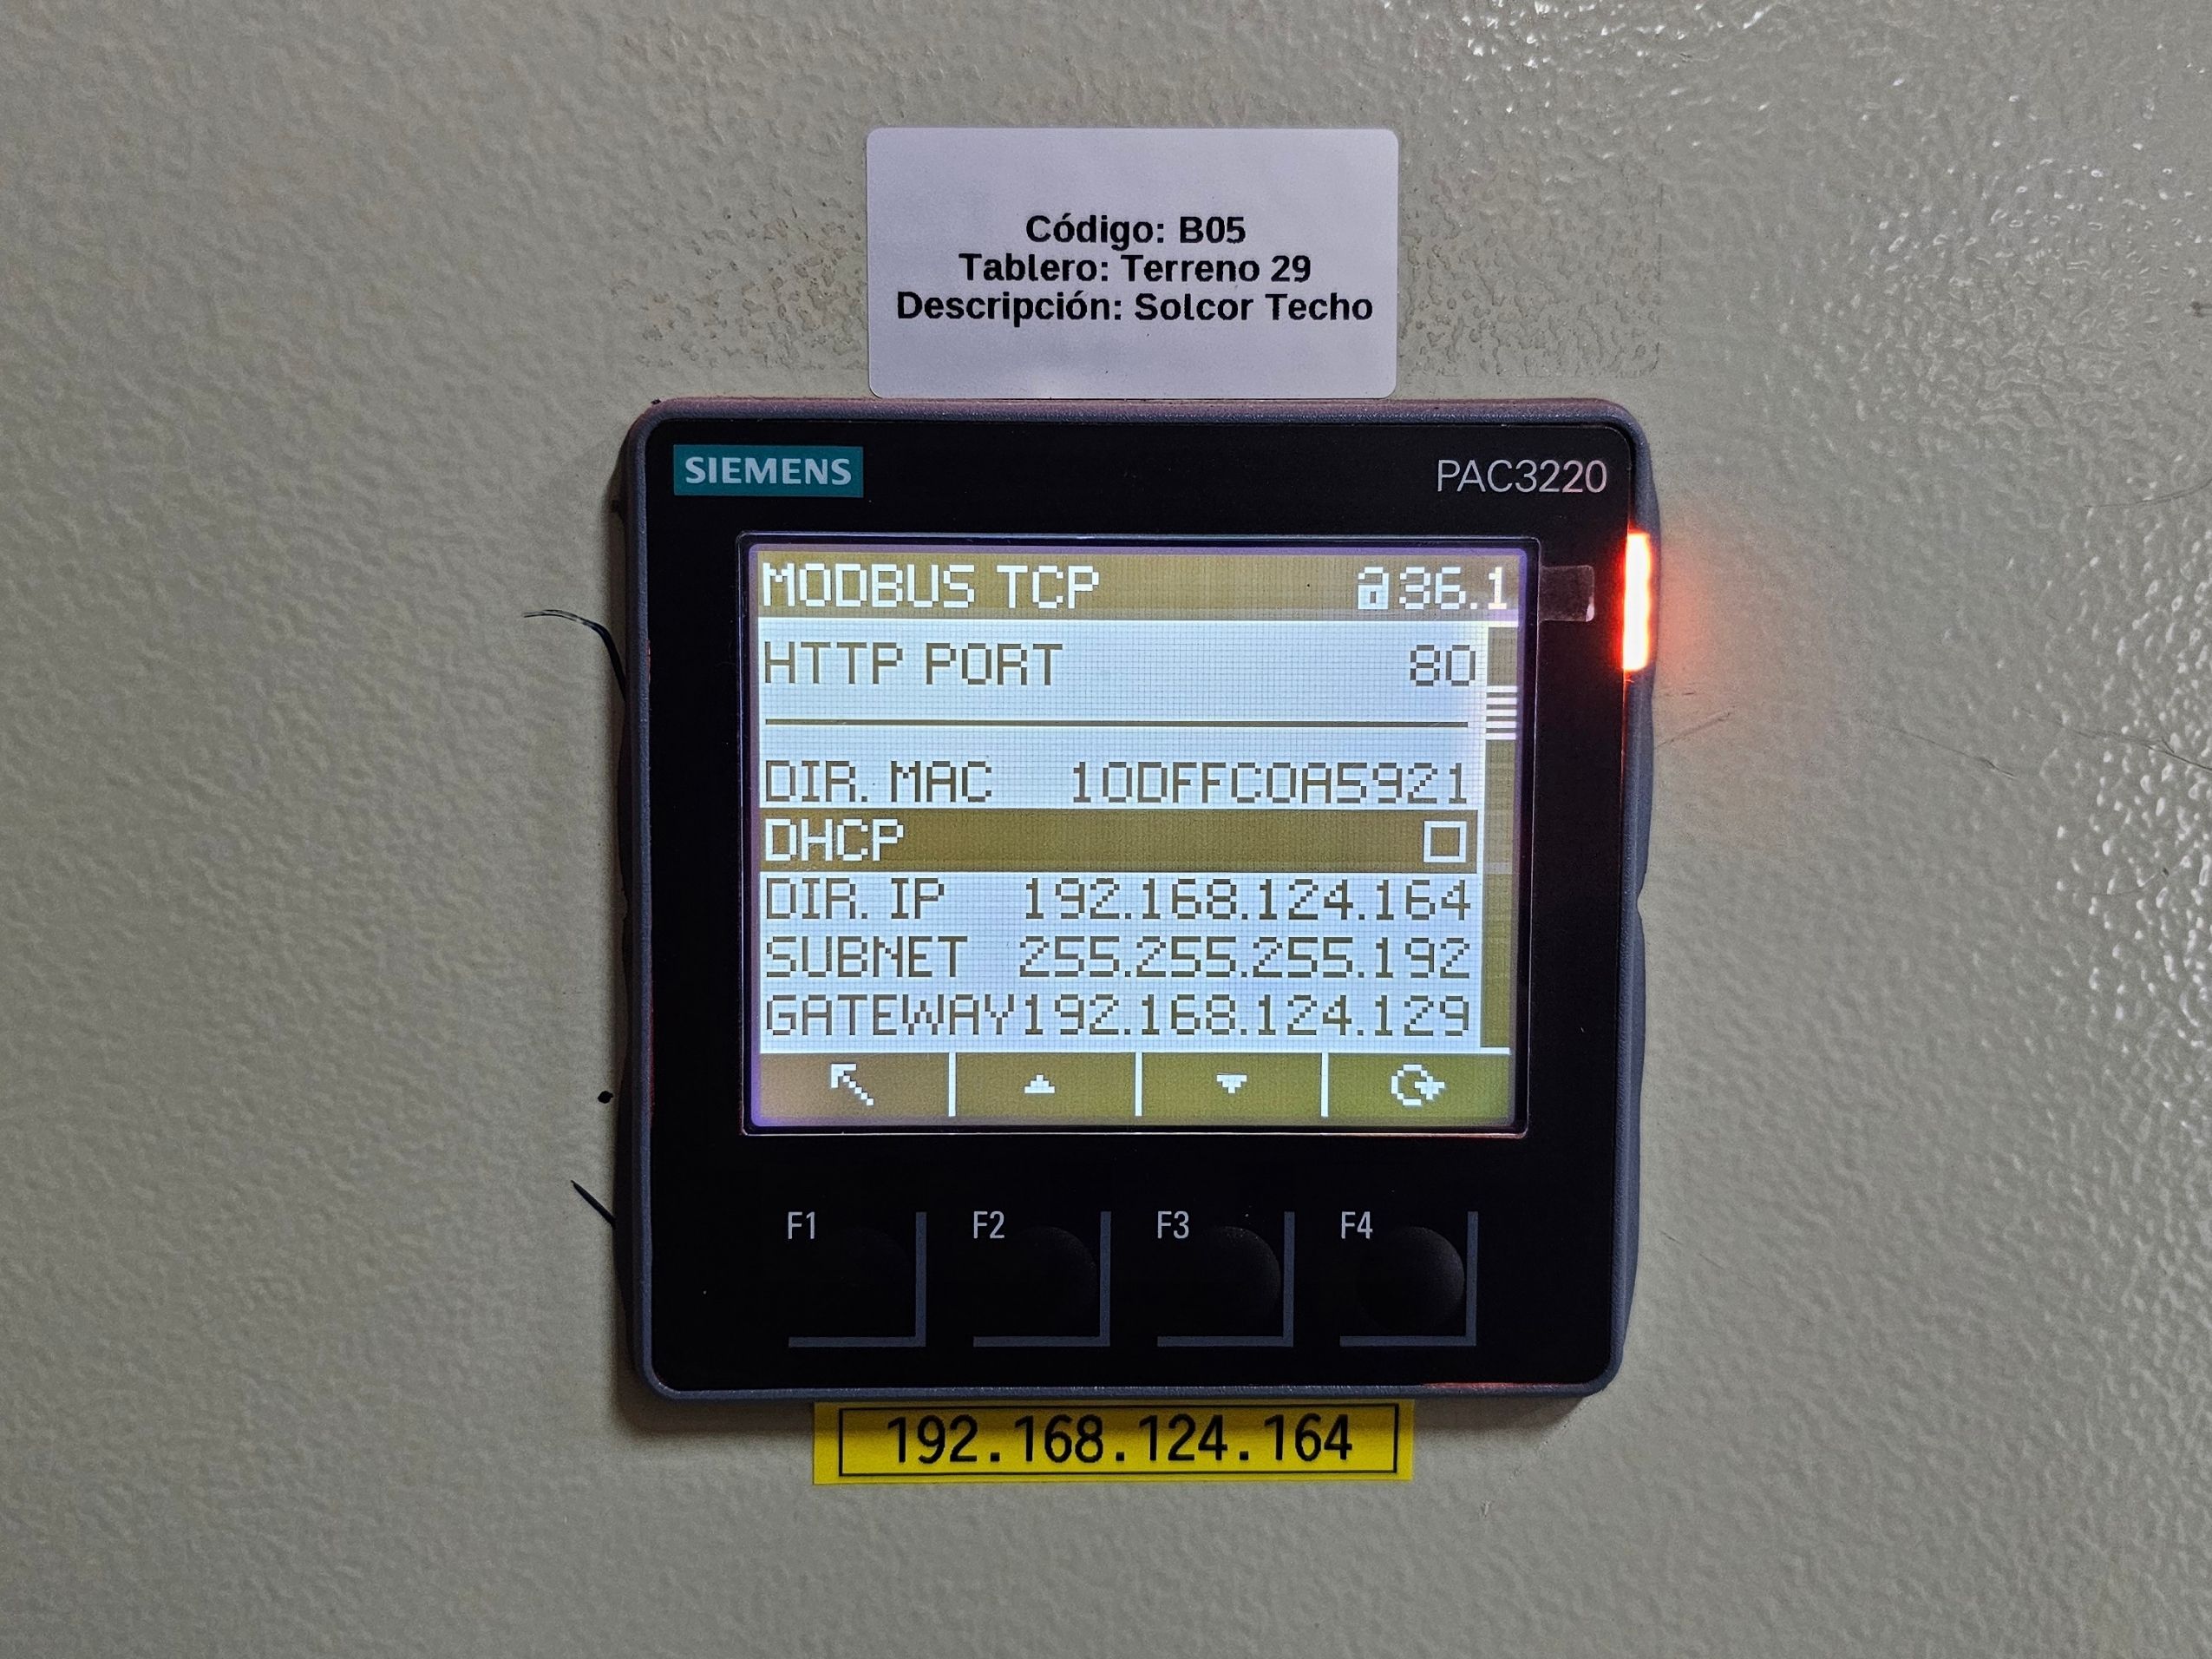 Código: B05
Tablero: Terreno 29
Descripción: Solcor Techo
SIEMENS
PAC3220
MODBUS TCP 36.1
HTTP PORT 80
DIR. MAC 10DFFC0A5921
DHCP
DIR. IP 192.168.124.164
SUBNET 255.255.255.192
GATEWAY 192.168.124.129
F1 F2 F3 F4
192.168.124.164